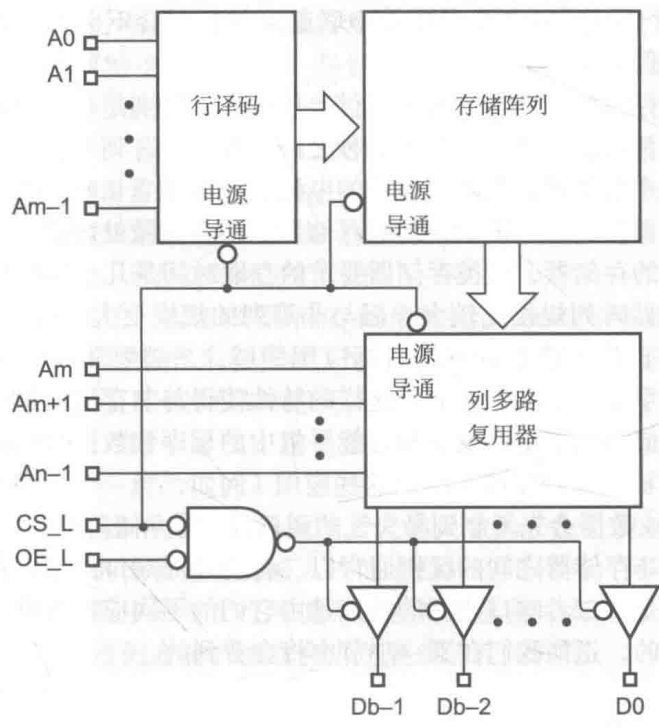 A0
A1
Am–1
行译码
电源
导通
存储阵列
电源
导通
Am
Am+1
An–1
电源
导通
列多路
复用器
CS_L
OE_L
Db–1
Db–2
D0